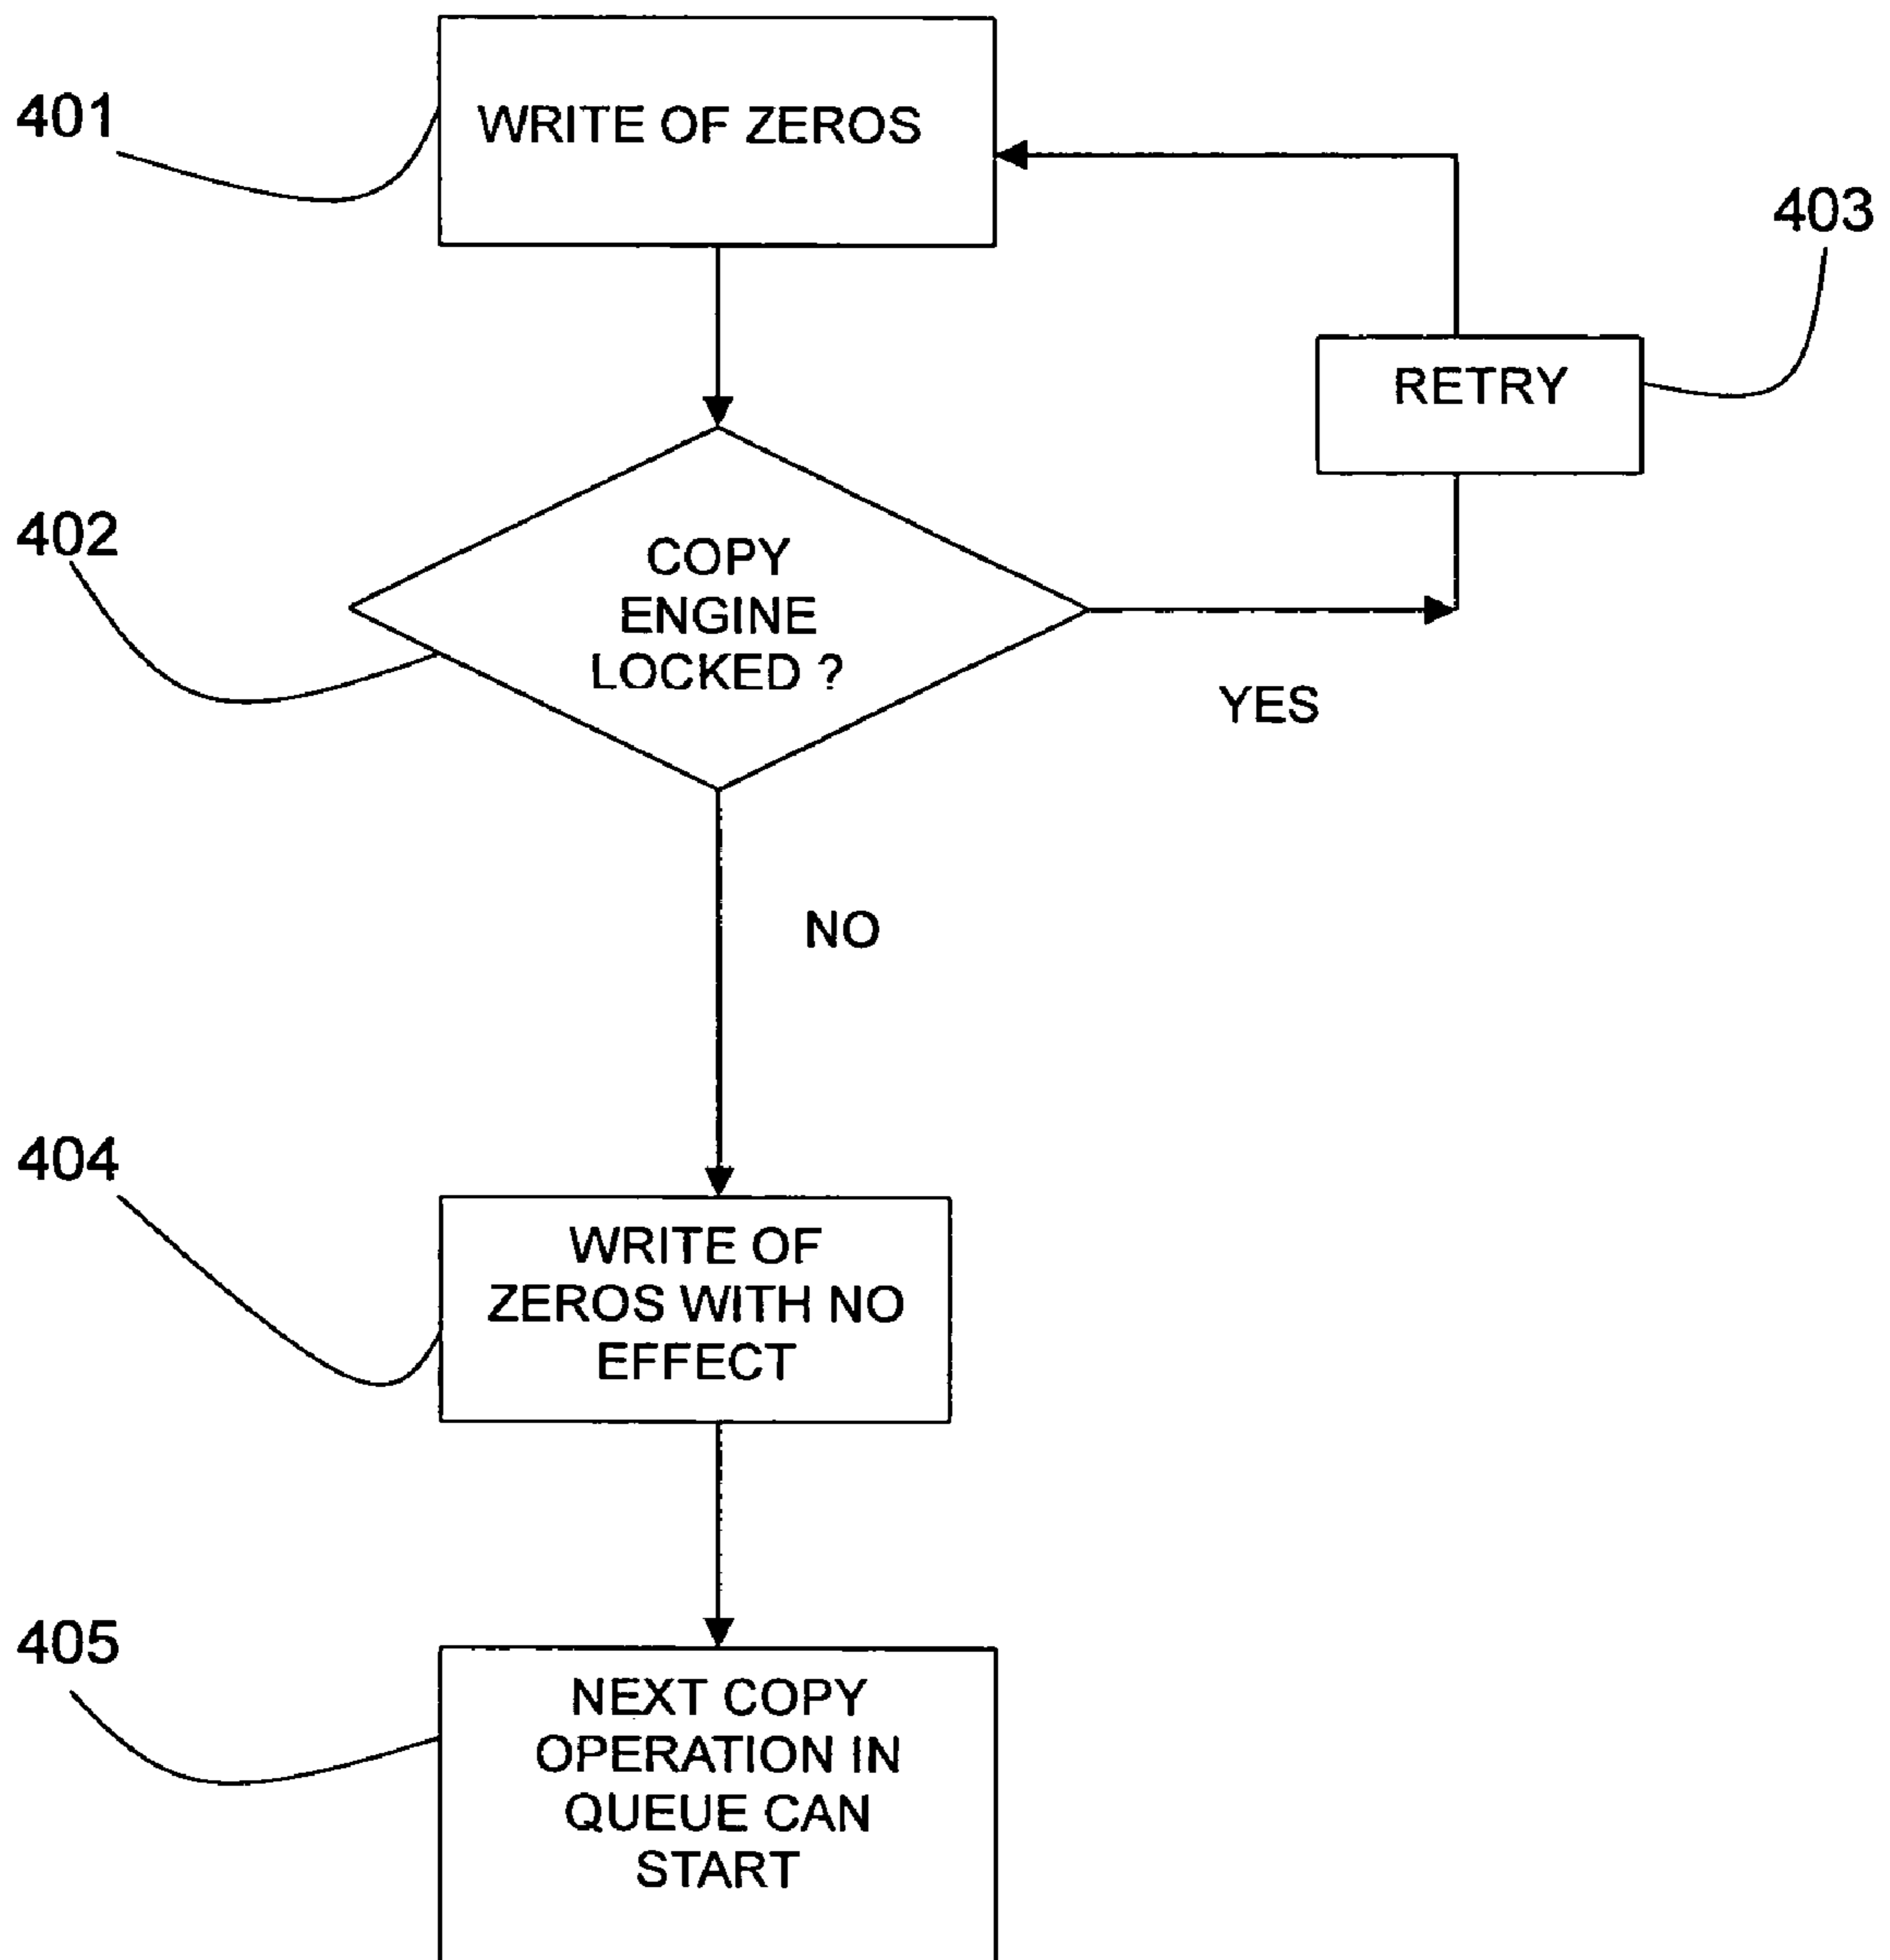 401
WRITE OF ZEROS
403
RETRY
402
COPY
ENGINE
LOCKED ?
YES
NO
404
WRITE OF
ZEROS WITH NO
EFFECT
405
NEXT COPY
OPERATION IN
QUEUE CAN
START